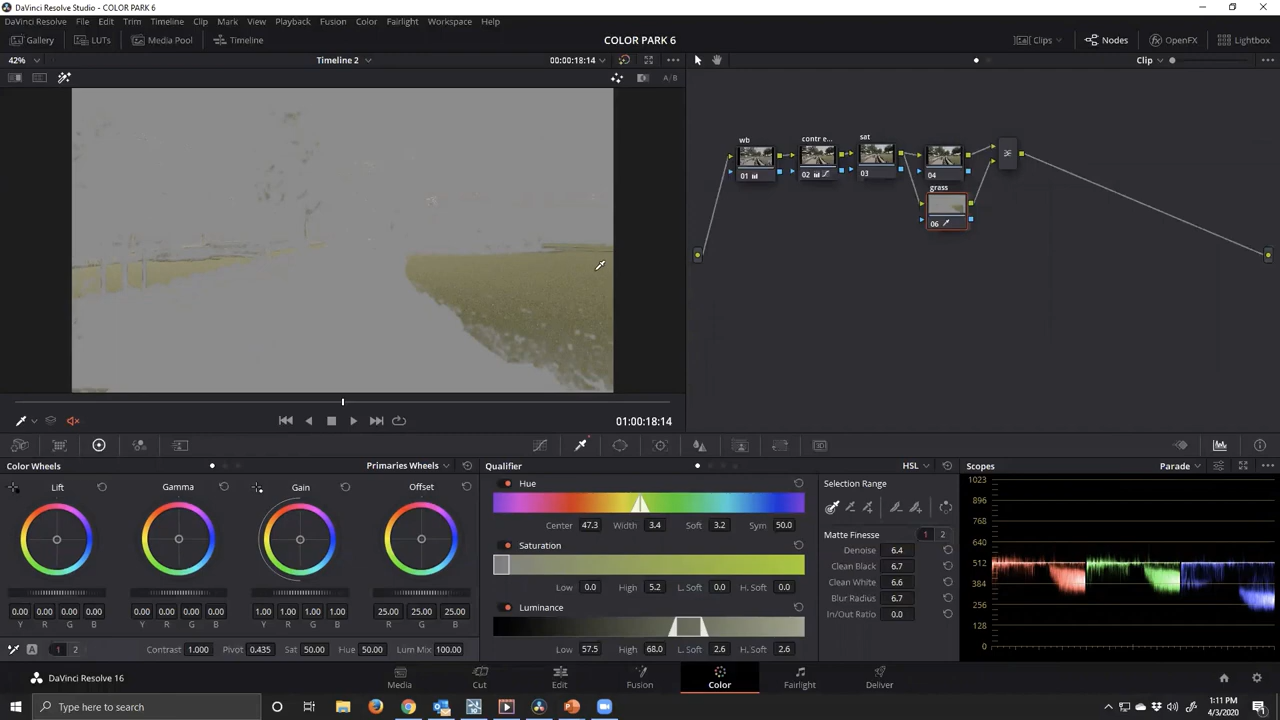 DaVinci Resolve Studio - COLOR PARK 6
DaVinci Resolve File Edit Trim Timeline Clip Mark View Playback Fusion Color Fairlight Workspace Help
Gallery LUTs Media Pool Timeline COLOR PARK 6 Clips Nodes OpenFX Lightbox
42% Timeline 2 00:00:18:14 Clip
A/B
wb contr e... sat
01 02 03 04
grass
06
01:00:18:14
Color Wheels Primaries Wheels Qualifier HSL Scopes Parade
Lift Gamma Gain Offset
0.00 0.00 0.00 0.00 0.00 0.00 0.00 0.00 1.00 1.00 1.00 1.00 25.00 25.00 25.00
Y R G B Y R G B Y R G B R G B
A 1 2 Contrast 1.000 Pivot 0.435 Sat 50.00 Hue 50.00 Lum Mix 100.00
Hue
Center 47.3 Width 3.4 Soft 3.2 Sym 50.0
Saturation
Low 0.0 High 5.2 L. Soft 0.0 H. Soft 0.0
Luminance
Low 57.5 High 68.0 L. Soft 2.6 H. Soft 2.6
Selection Range
Matte Finesse 1 2
Denoise 6.4
Clean Black 6.7
Clean White 6.6
Blur Radius 6.7
In/Out Ratio 0.0
1023
896
768
640
512
384
256
128
0
DaVinci Resolve 16 Media Cut Edit Fusion Color Fairlight Deliver
Type here to search
1:11 PM
4/3/2020